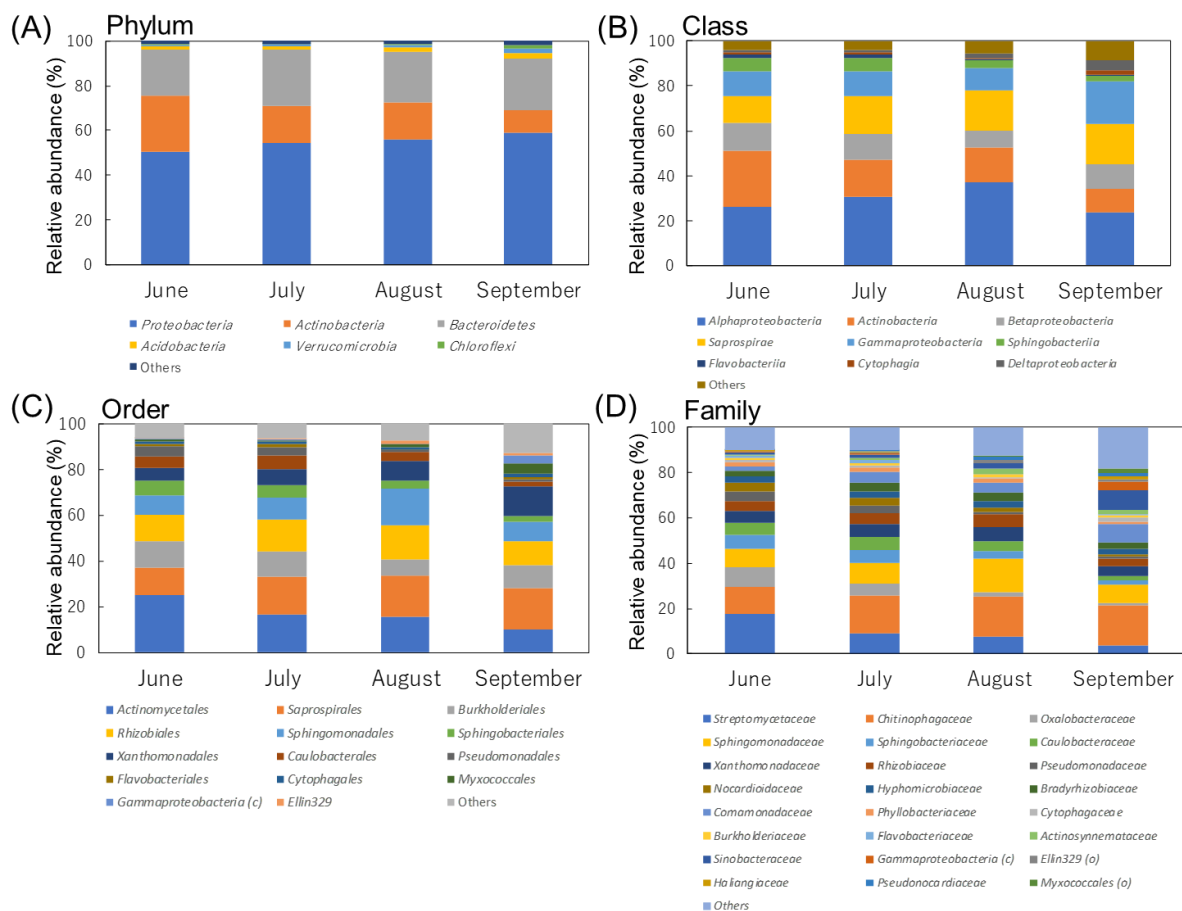 (A) Phylum
Relative abundance (%)
100
80
60
40
20
0
June July August September
Proteobacteria Actinobacteria Bacteroidetes
Acidobacteria Verrucomicrobia Chloroflexi
Others
(B) Class
Relative abundance (%)
100
80
60
40
20
0
June July August September
Alphaproteobacteria Actinobacteria Betaproteobacteria
Saprospirae Gammaproteobacteria Sphingobacteriia
Flavobacteriia Cytophagia Deltaproteobacteria
Others
(C) Order
Relative abundance (%)
100
80
60
40
20
0
June July August September
Actinomycetales Saprospirales Burkholderiales
Rhizobiales Sphingomonadales Sphingobacteriales
Xanthomonadales Caulobacterales Pseudomonadales
Flavobacteriales Cytophagales Myxococcales
Gammaproteobacteria (c) Ellin329 Others
(D) Family
Relative abundance (%)
100
80
60
40
20
0
June July August September
Streptomycetaceae Chitinophagaceae Oxalobacteraceae
Sphingomonadaceae Sphingobacteriaceae Caulobacteraceae
Xanthomonadaceae Rhizobiaceae Pseudomonadaceae
Nocardioidaceae Hyphomicrobiaceae Bradyrhizobiaceae
Comamonadaceae Phyllobacteriaceae Cytophagaceae
Burkholderiaceae Flavobacteriaceae Actinosynnemataceae
Sinobacteraceae Gammaproteobacteria (c) Ellin329 (o)
Haliangiaceae Pseudonocardiaceae Myxococcales (o)
Others